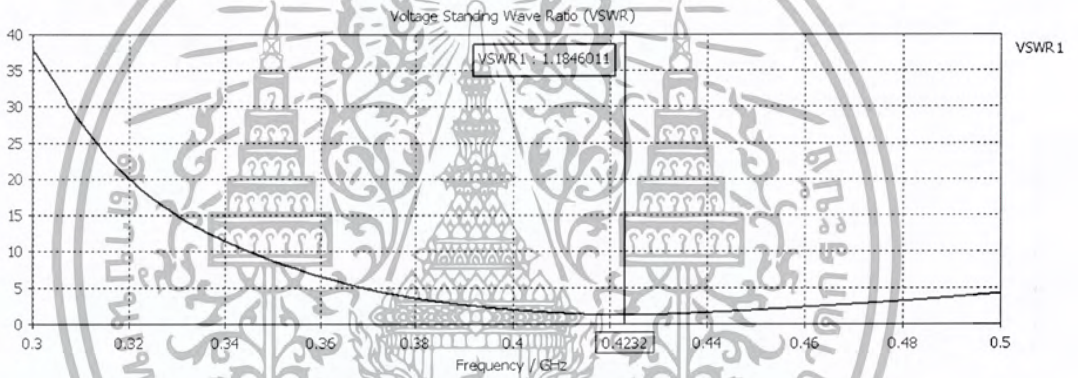 Voltage Standing Wave Ratio (VSWR)
VSWR1 : 1.1846011
VSWR1
40
35
30
25
20
15
10
5
0
0.3 0.32 0.34 0.36 0.38 0.4 0.4232 0.44 0.46 0.48 0.5
Frequency / GHz